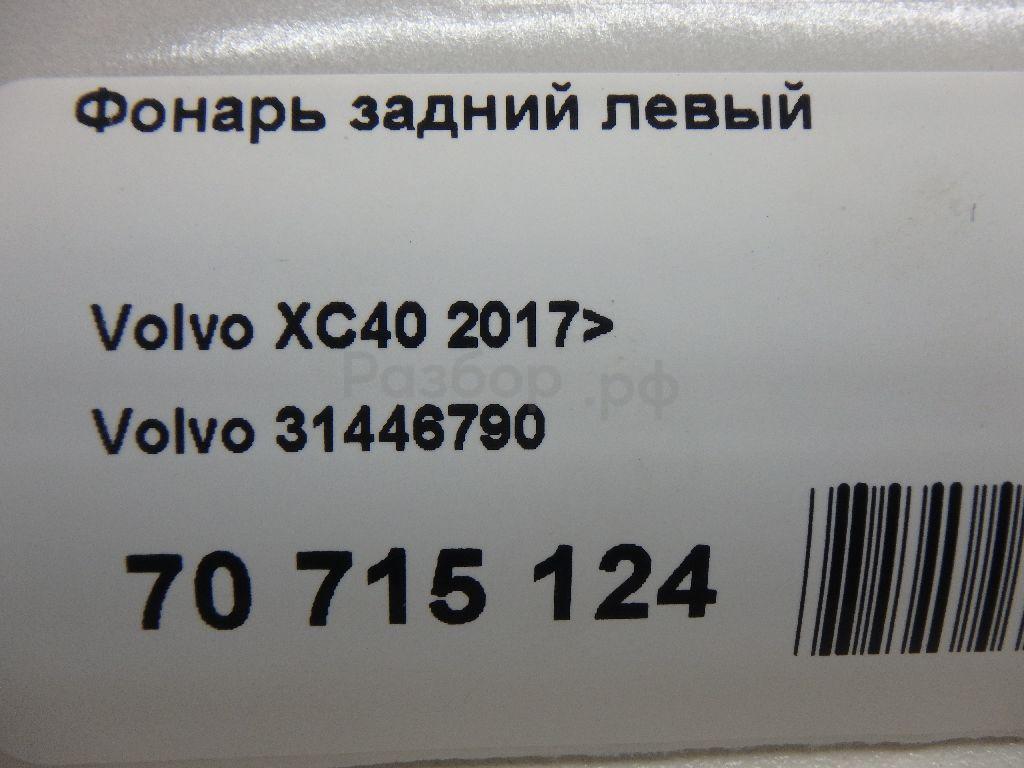 Фонарь задний левый
Volvo XC40 2017>
Разбор.рф
Volvo 31446790
70 715 124